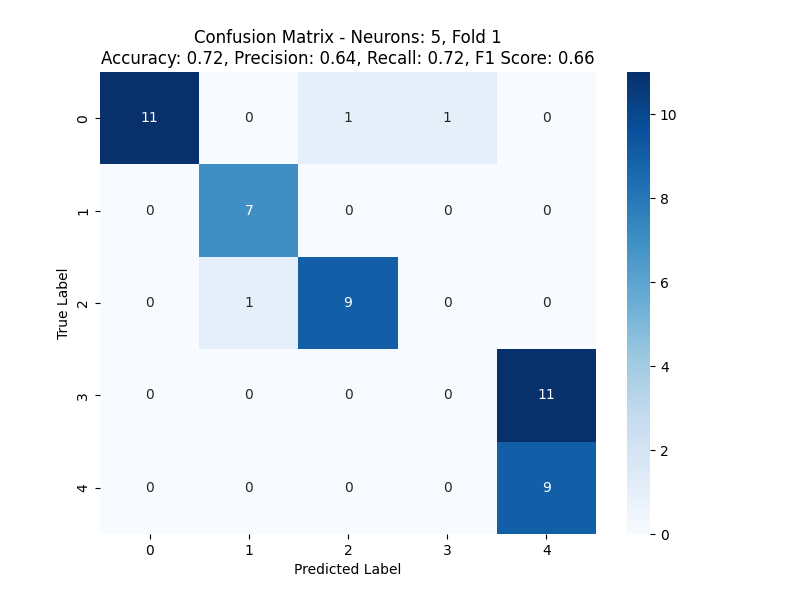 Confusion Matrix - Neurons: 5, Fold 1
Accuracy: 0.72, Precision: 0.64, Recall: 0.72, F1 Score: 0.66
0 11 0 1 1 0
1 0 7 0 0 0
2 0 1 9 0 0
3 0 0 0 0 11
4 0 0 0 0 9
0 1 2 3 4
Predicted Label
True Label
10
8
6
4
2
0